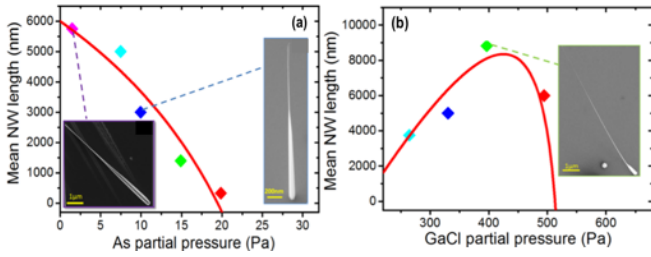 (a)
Mean NW length (nm)
6000
5000
4000
3000
2000
1000
0
1µm
200nm
0 5 10 15 20 25 30
As partial pressure (Pa)
(b)
Mean NW length (nm)
10000
8000
6000
4000
2000
0
1µm
300 400 500 600
GaCl partial pressure (Pa)